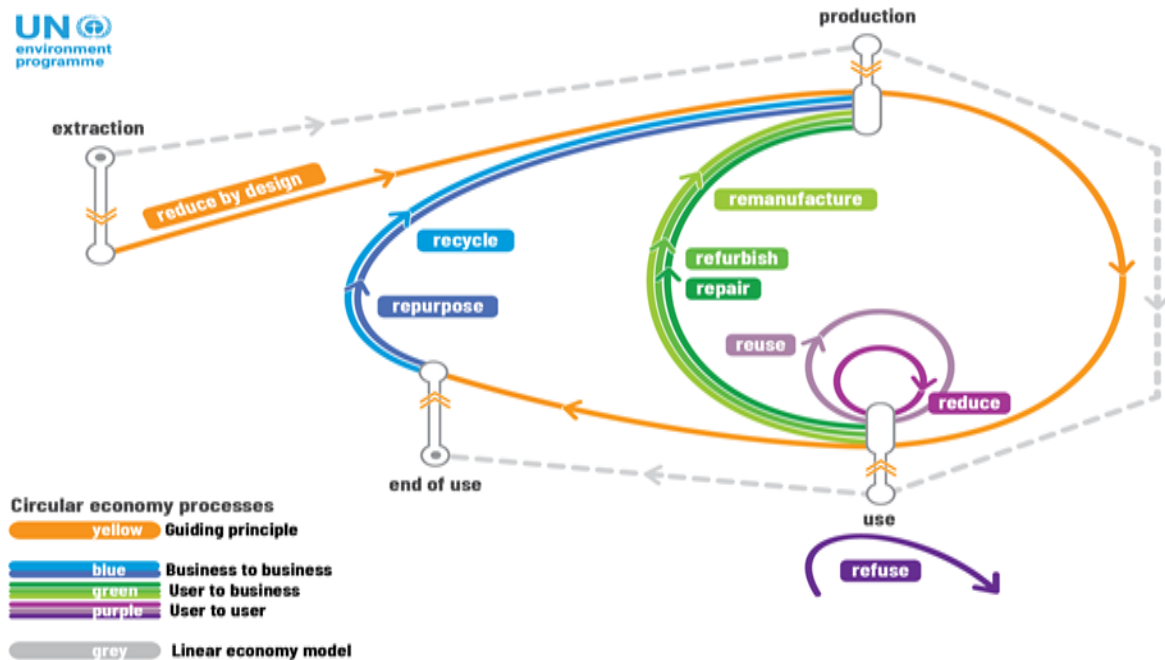 UN
environment
programme
production
extraction
reduce by design
remanufacture
recycle
refurbish
repair
repurpose
reuse
reduce
end of use
use
refuse
Circular economy processes
yellow Guiding principle
blue Business to business
green User to business
purple User to user
grey Linear economy model